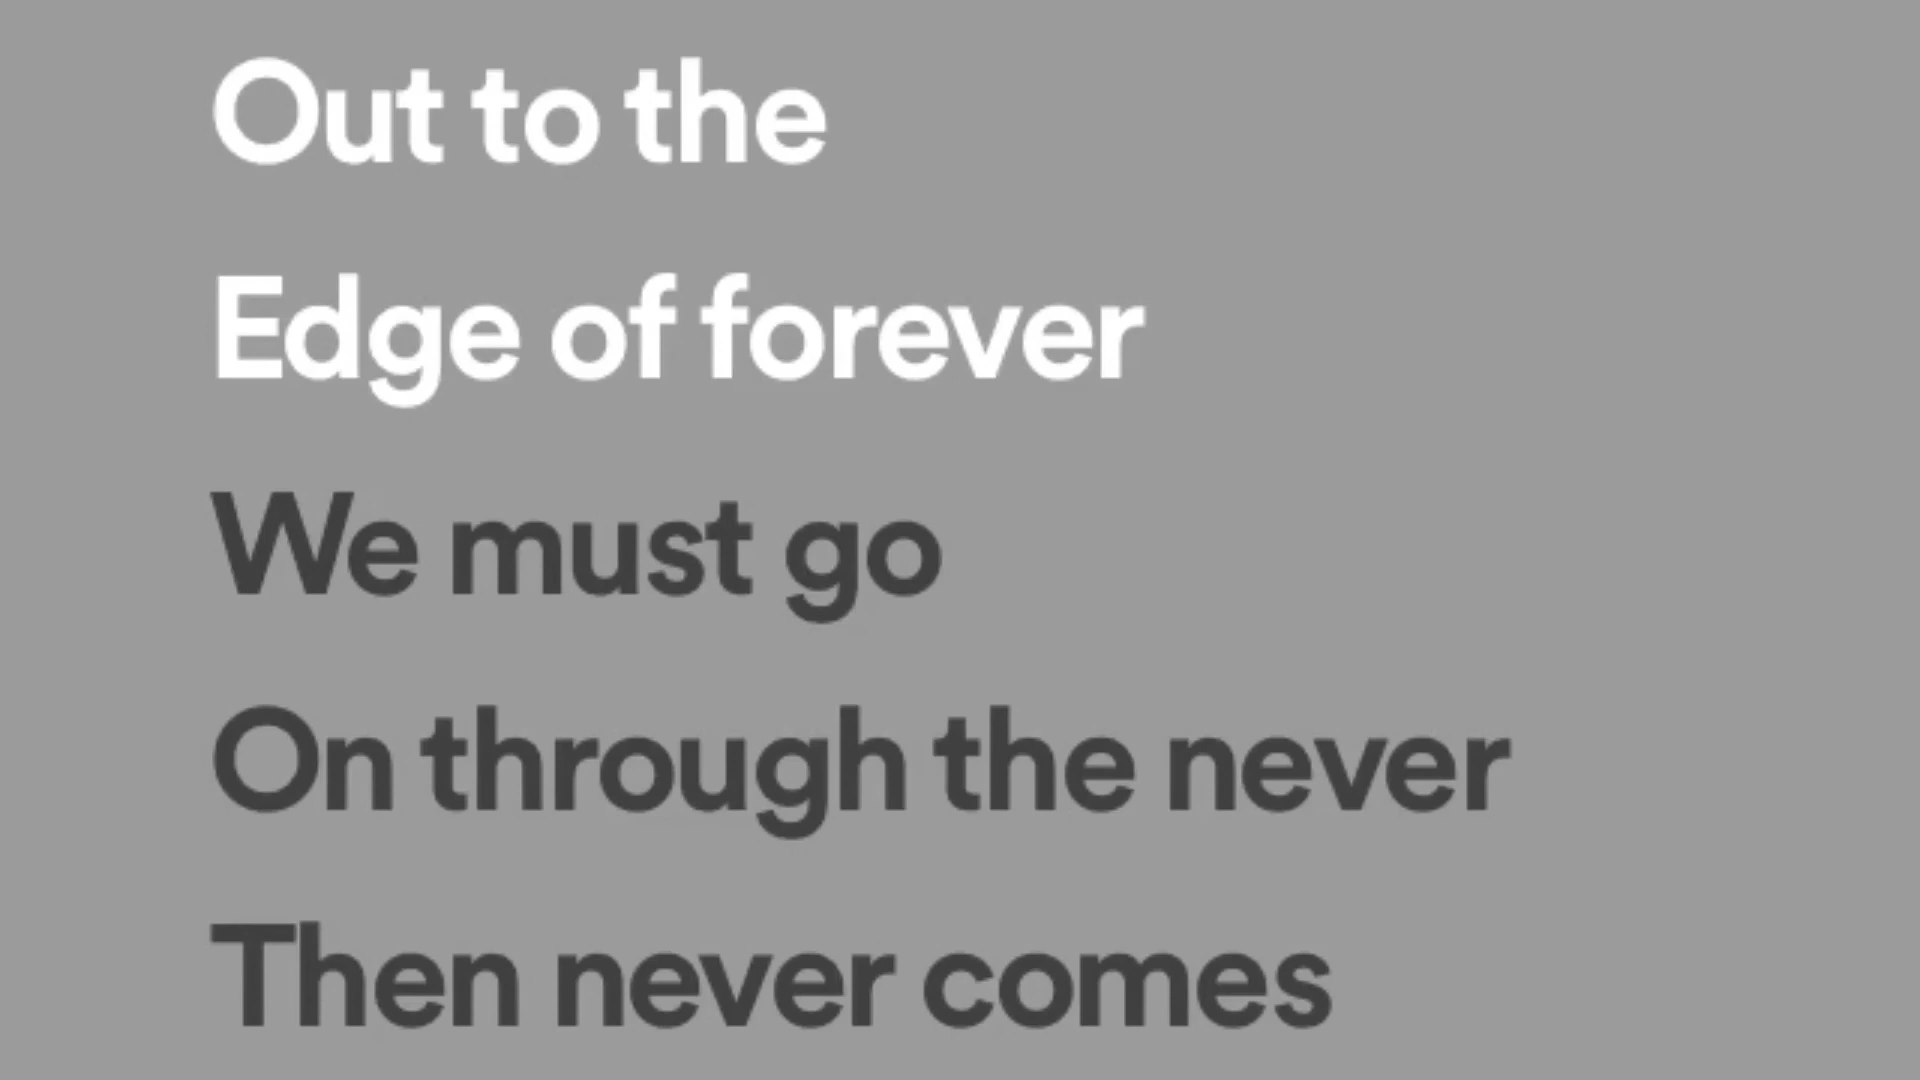 Out to the
Edge of forever
We must go
On through the never
Then never comes